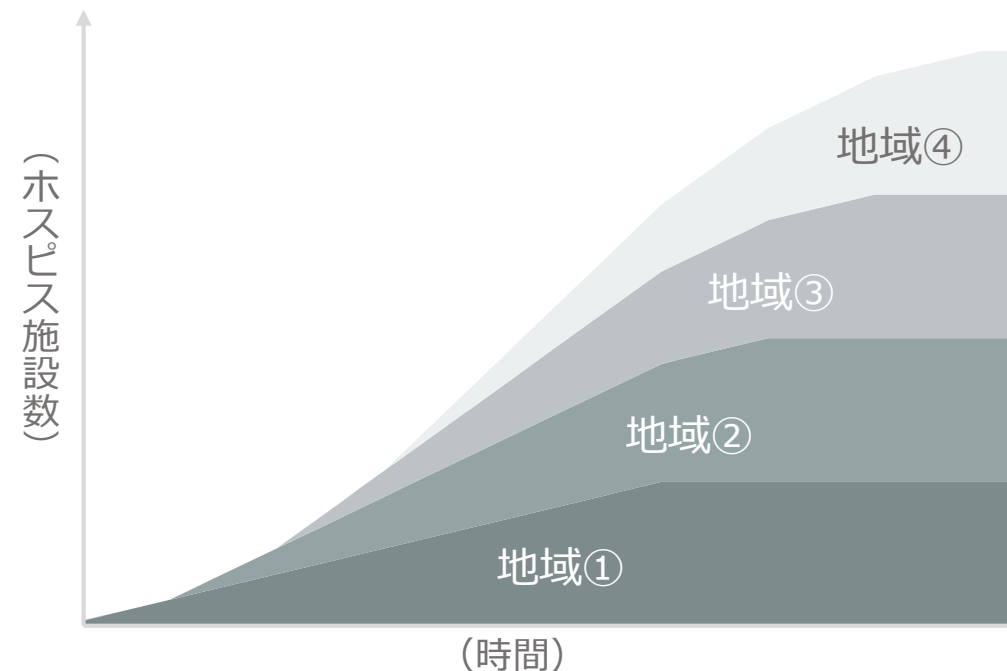 （ホスピス施設数）
地域④
地域③
地域②
地域①
（時間）